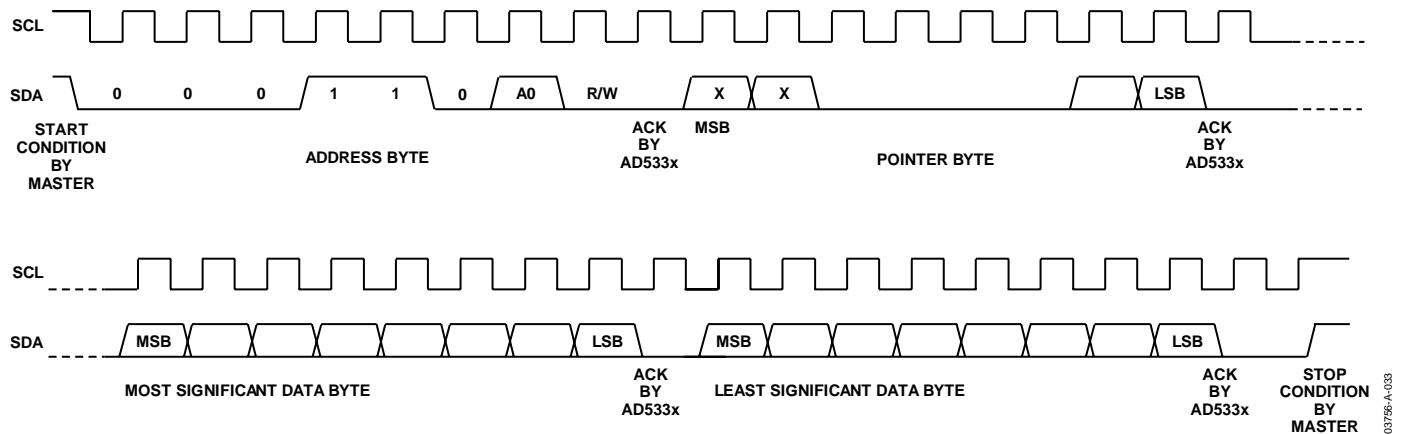 SCL
SDA 0 0 0 1 1 0 A0 R/W X X LSB
START
CONDITION
BY
MASTER
ADDRESS BYTE
ACK
BY
AD533x
MSB
POINTER BYTE
ACK
BY
AD533x
SCL
SDA MSB LSB MSB LSB
MOST SIGNIFICANT DATA BYTE
ACK
BY
AD533x
LEAST SIGNIFICANT DATA BYTE
ACK
BY
AD533x
STOP
CONDITION
BY
MASTER
03756-A-033